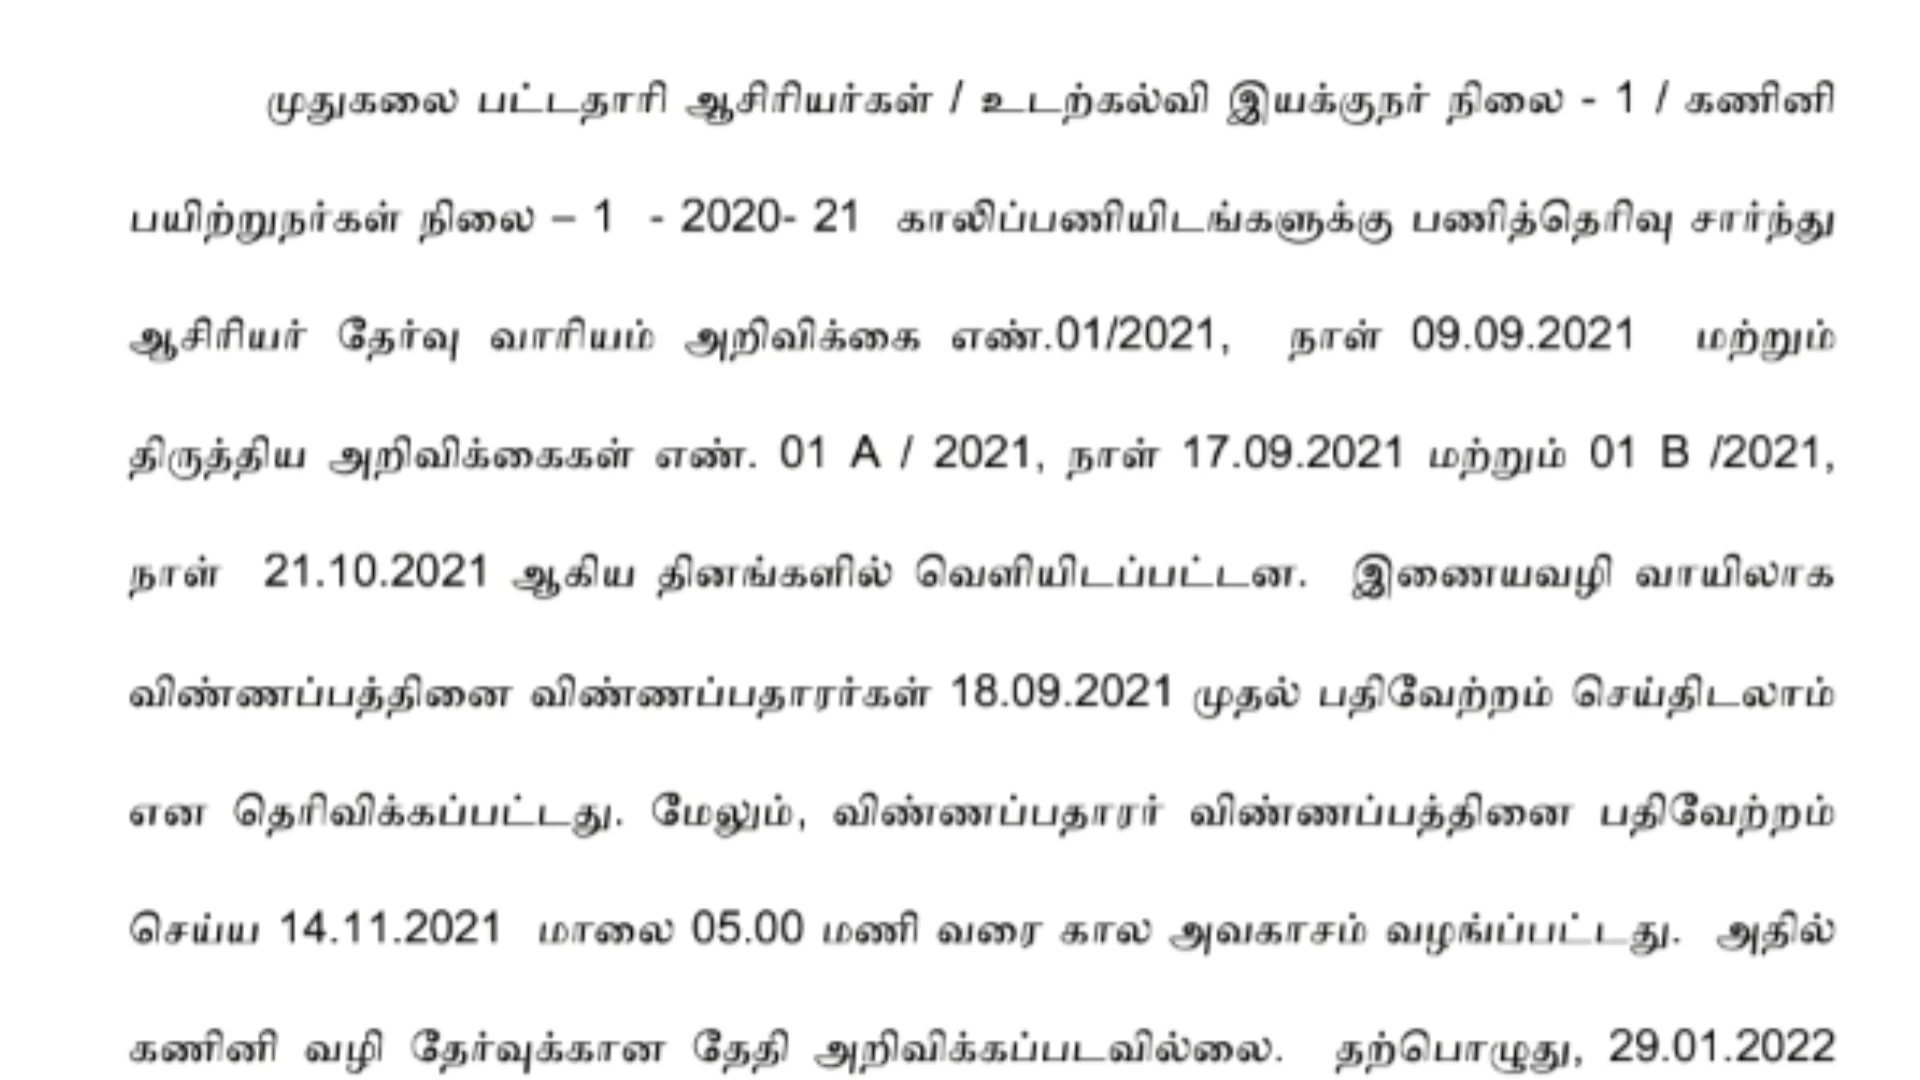 முதுகலை பட்டதாரி ஆசிரியர்கள் / உடற்கல்வி இயக்குநர் நிலை - 1 / கணினி
பயிற்றுநர்கள் நிலை – 1 - 2020- 21 காலிப்பணியிடங்களுக்கு பணித்தெரிவு சார்ந்து
ஆசிரியர் தேர்வு வாரியம் அறிவிக்கை எண்.01/2021, நாள் 09.09.2021 மற்றும்
திருத்திய அறிவிக்கைகள் எண். 01 A / 2021, நாள் 17.09.2021 மற்றும் 01 B /2021,
நாள் 21.10.2021 ஆகிய தினங்களில் வெளியிடப்பட்டன. இணையவழி வாயிலாக
விண்ணப்பத்தினை விண்ணப்பதாரர்கள் 18.09.2021 முதல் பதிவேற்றம் செய்திடலாம்
என தெரிவிக்கப்பட்டது. மேலும், விண்ணப்பதாரர் விண்ணப்பத்தினை பதிவேற்றம்
செய்ய 14.11.2021 மாலை 05.00 மணி வரை கால அவகாசம் வழங்ப்பட்டது. அதில்
கணினி வழி தேர்வுக்கான தேதி அறிவிக்கப்படவில்லை. தற்பொழுது, 29.01.2022